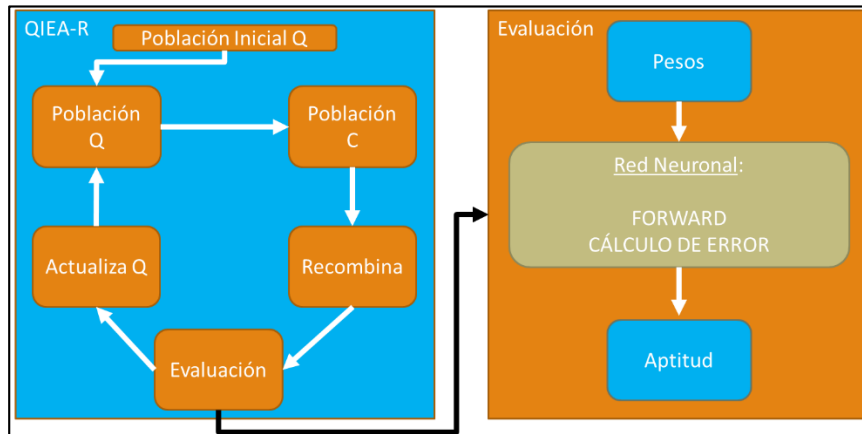 QIEA-R
Población Inicial Q
Población
Q
Población
C
Actualiza Q
Recombina
Evaluación
Evaluación
Pesos
Red Neuronal:
FORWARD
CÁLCULO DE ERROR
Aptitud